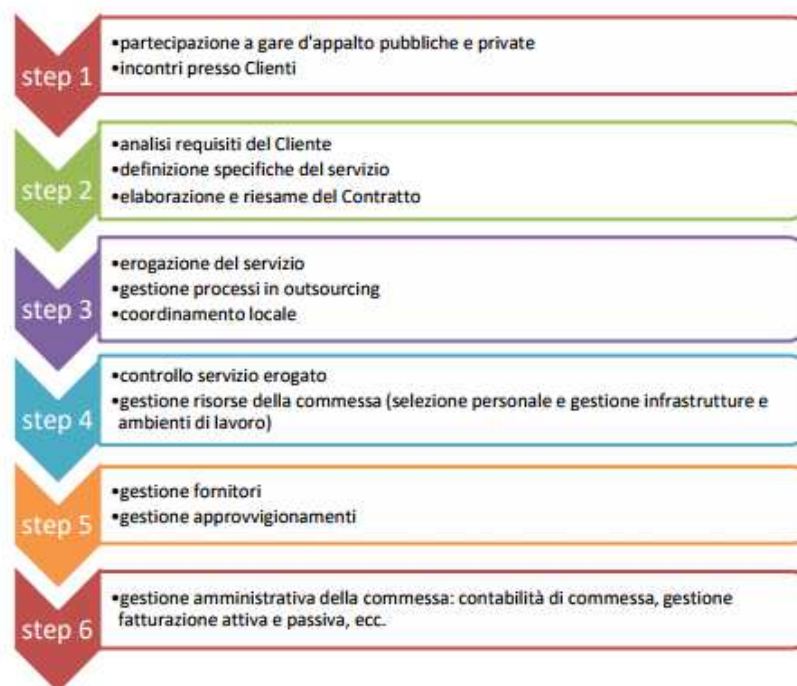 step 1
•partecipazione a gare d'appalto pubbliche e private
•incontri presso Clienti
step 2
•analisi requisiti del Cliente
•definizione specifiche del servizio
•elaborazione e riesame del Contratto
step 3
•erogazione del servizio
•gestione processi in outsourcing
•coordinamento locale
step 4
•controllo servizio erogato
•gestione risorse della commessa (selezione personale e gestione infrastrutture e
ambienti di lavoro)
step 5
•gestione fornitori
•gestione approvvigionamenti
step 6
•gestione amministrativa della commessa: contabilità di commessa, gestione
fatturazione attiva e passiva, ecc.